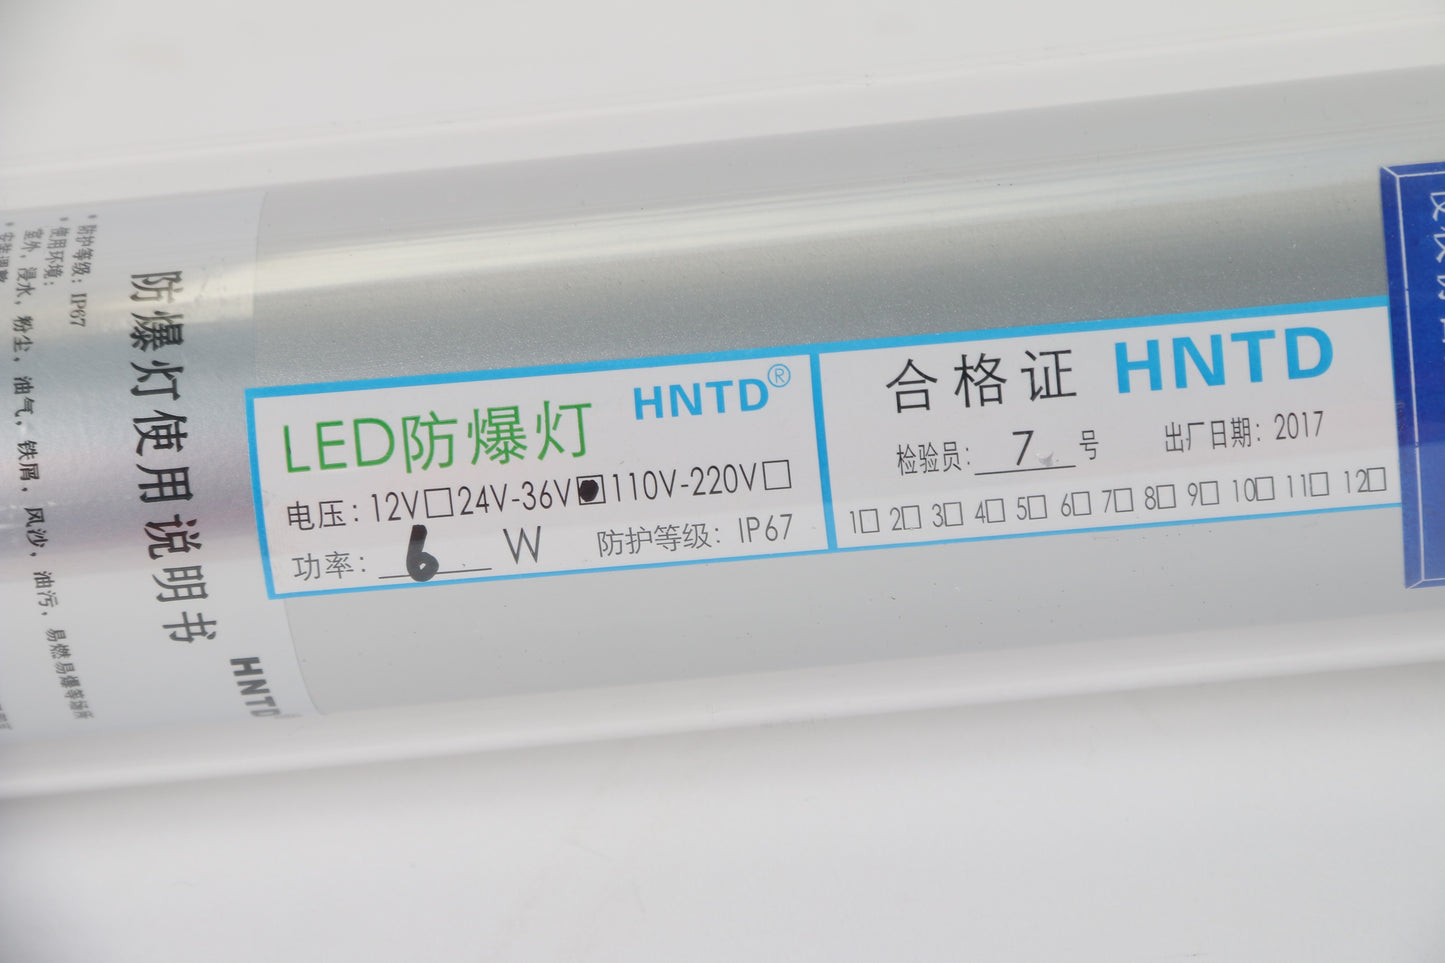 防护等级：IP67
使用环境：
室外，浸水，粉尘，油气，铁屑，风沙，油污，易燃易爆等场所
防爆灯使用说明书
HNTD
LED防爆灯 HNTD®
电压：12V□24V-36V■110V-220V□
功率：6 W 防护等级：IP67
合格证 HNTD
检验员：7号 出厂日期：2017
1□ 2□ 3□ 4□ 5□ 6□ 7□ 8□ 9□ 10□ 11□ 12□